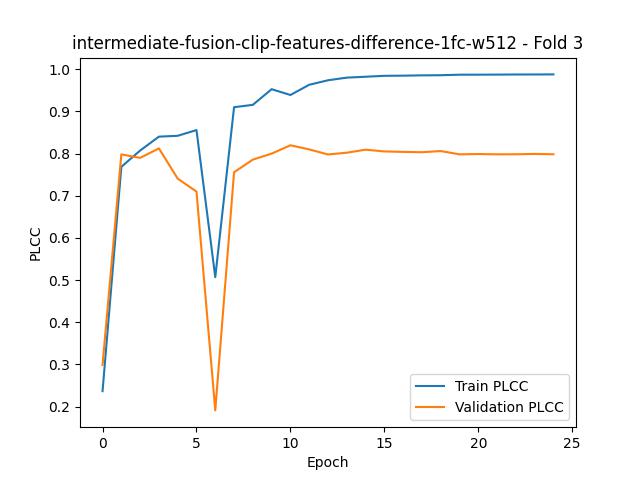 intermediate-fusion-clip-features-difference-1fc-w512 - Fold 3
1.0
0.9
0.8
0.7
0.6
0.5
0.4
0.3
0.2
PLCC
0 5 10 15 20 25
Epoch
Train PLCC
Validation PLCC